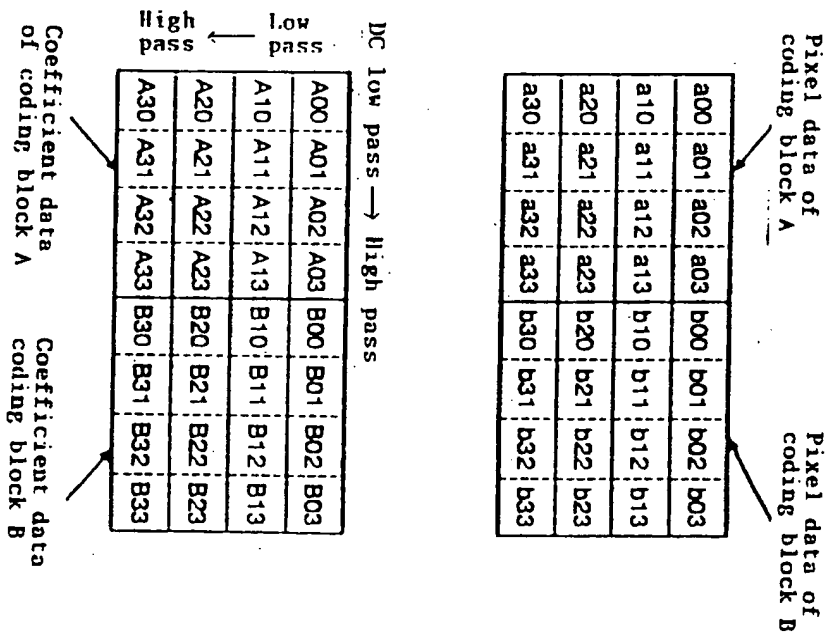 Pixel data of
coding block A
Pixel data of
coding block B
a00 a01 a02 a03 b00 b01 b02 b03
a10 a11 a12 a13 b10 b11 b12 b13
a20 a21 a22 a23 b20 b21 b22 b23
a30 a31 a32 a33 b30 b31 b32 b33
DC low pass → High pass
Low
pass
←
High
pass
A00 A01 A02 A03 B00 B01 B02 B03
A10 A11 A12 A13 B10 B11 B12 B13
A20 A21 A22 A23 B20 B21 B22 B23
A30 A31 A32 A33 B30 B31 B32 B33
Coefficient data
of coding block A
Coefficient data
coding block B